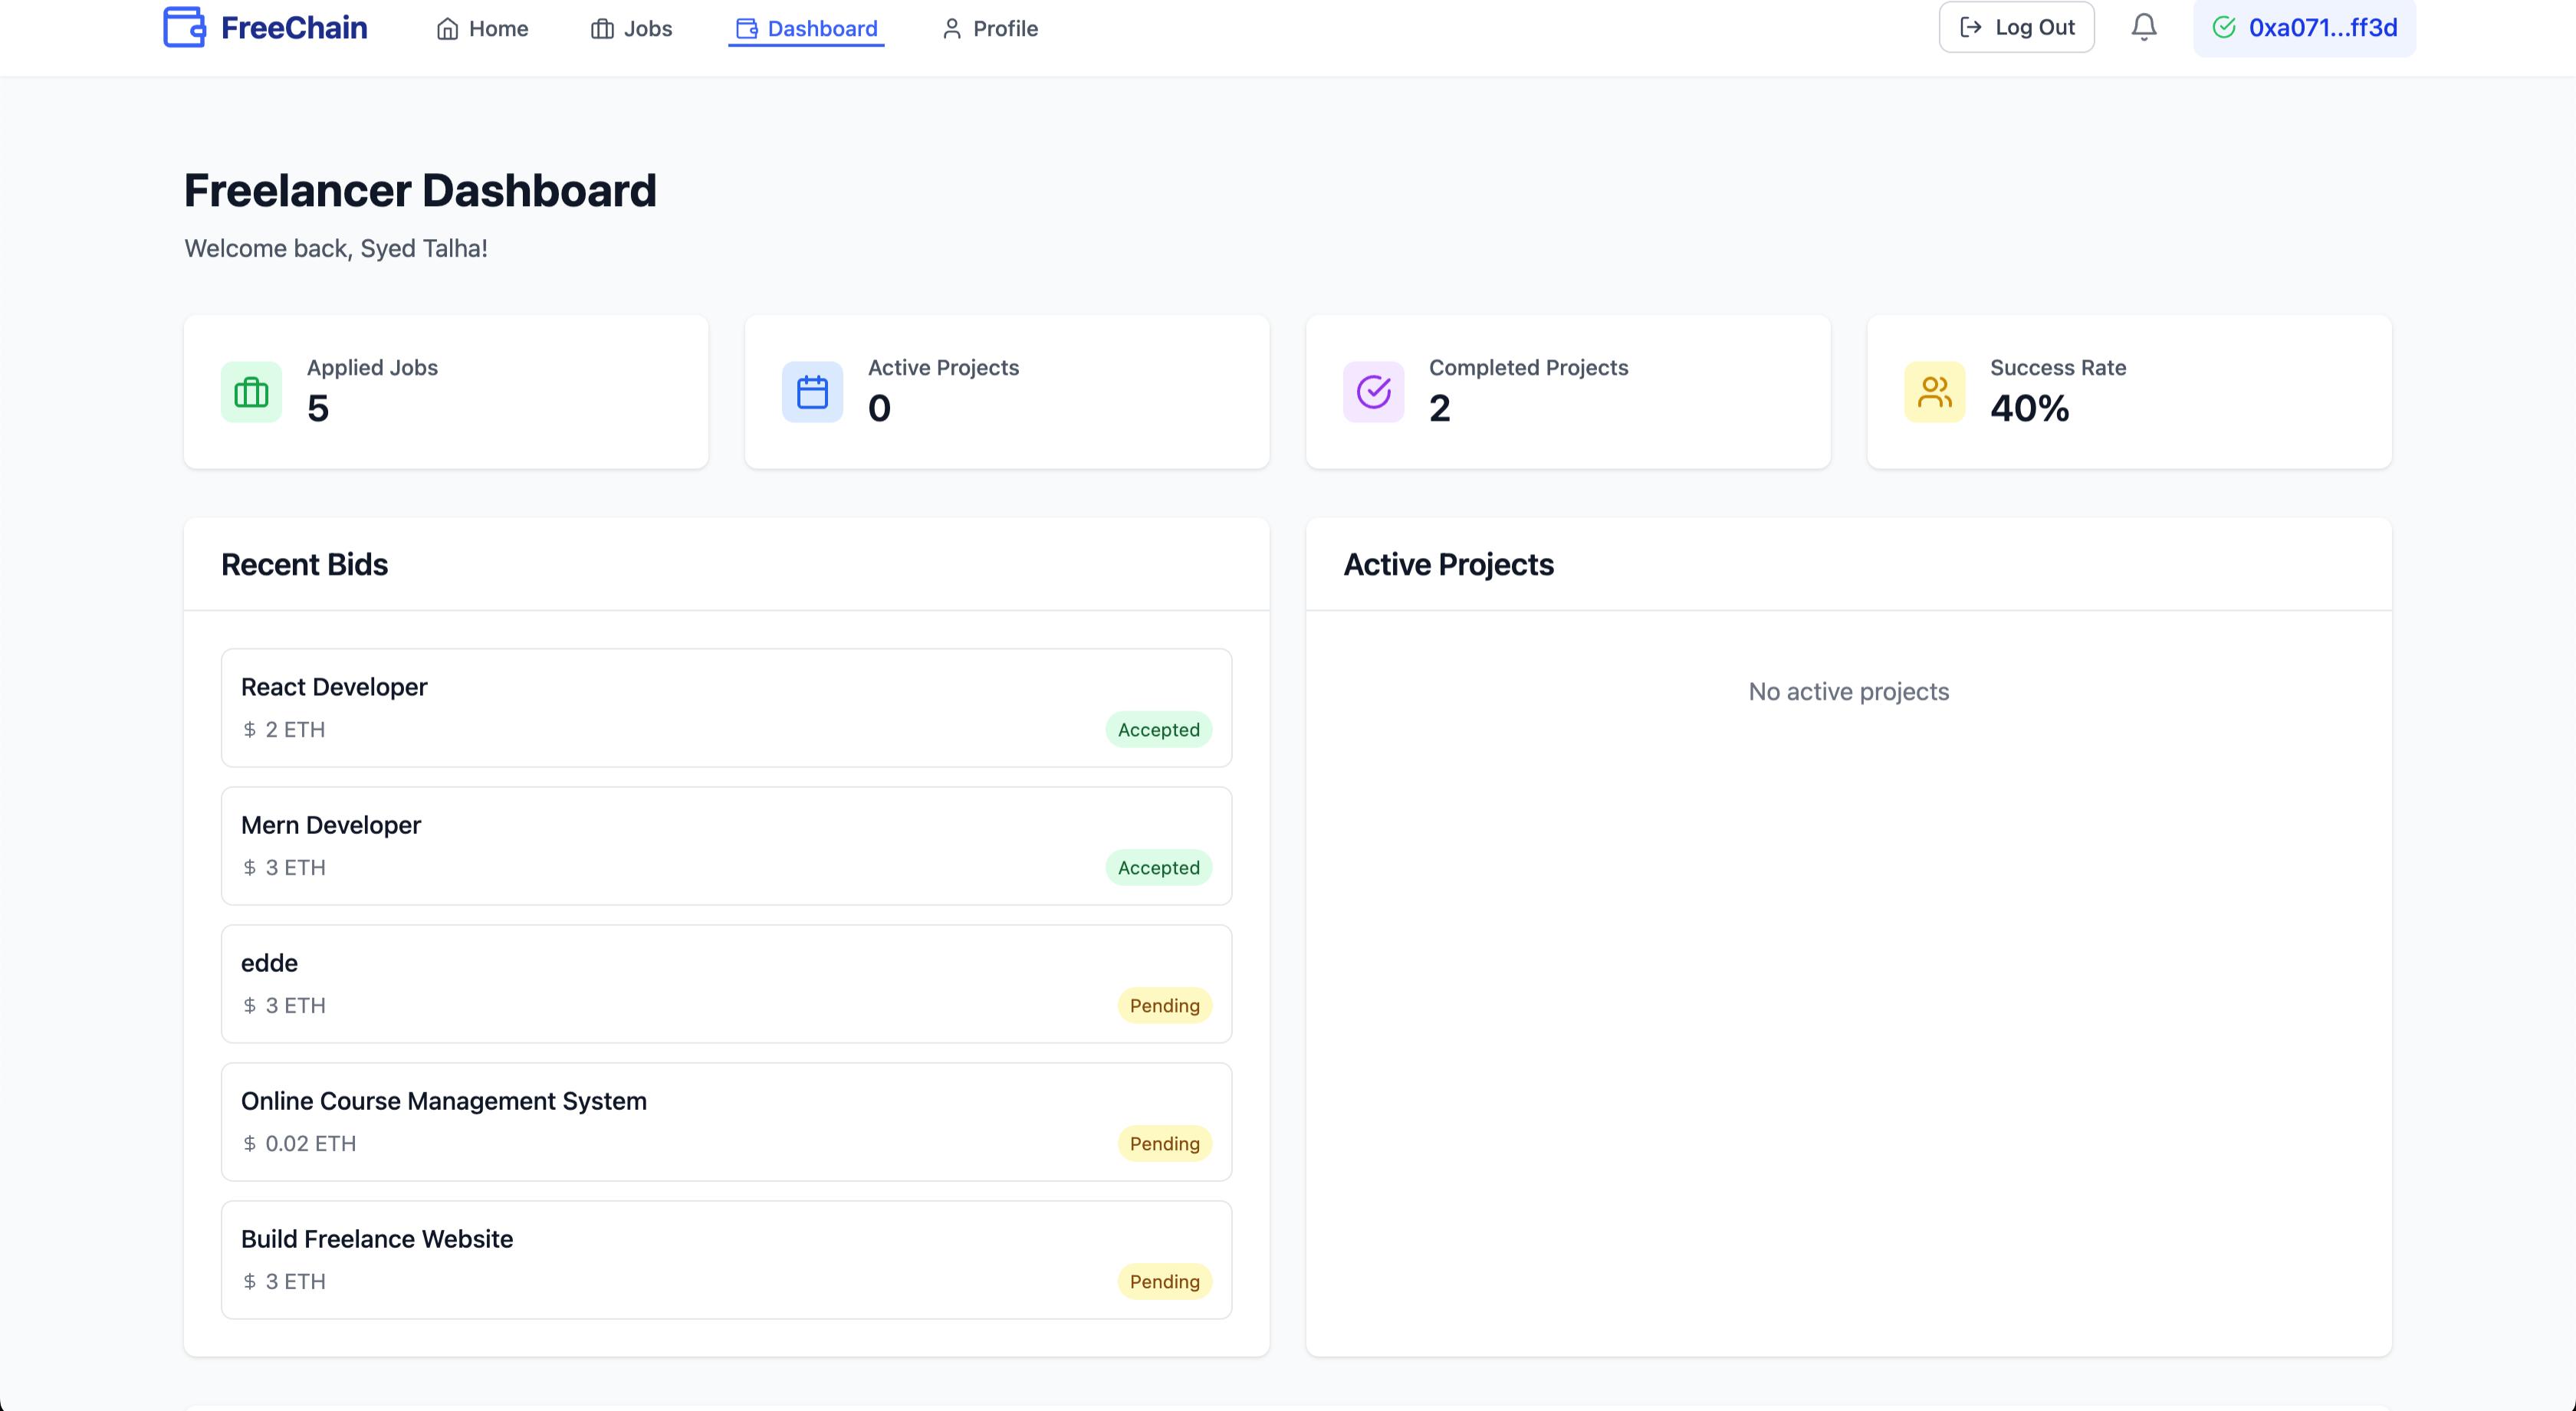 FreeChain Home Jobs Dashboard Profile Log Out 0xa071...ff3d
Freelancer Dashboard
Welcome back, Syed Talha!
Applied Jobs
5
Active Projects
0
Completed Projects
2
Success Rate
40%
Recent Bids
React Developer
$ 2 ETH Accepted
Mern Developer
$ 3 ETH Accepted
edde
$ 3 ETH Pending
Online Course Management System
$ 0.02 ETH Pending
Build Freelance Website
$ 3 ETH Pending
Active Projects
No active projects